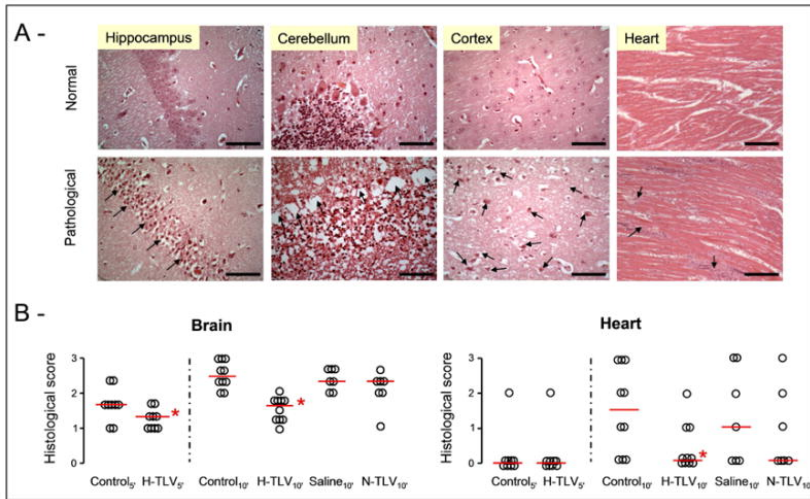 A -
Hippocampus
Cerebellum
Cortex
Heart
Normal
Pathological
B -
Brain
Histological score
3
2
1
0
*
*
Control5'
H-TLV5'
Control10'
H-TLV10'
Saline10'
N-TLV10'
Heart
Histological score
3
2
1
0
*
Control5'
H-TLV5'
Control10'
H-TLV10'
Saline10'
N-TLV10'